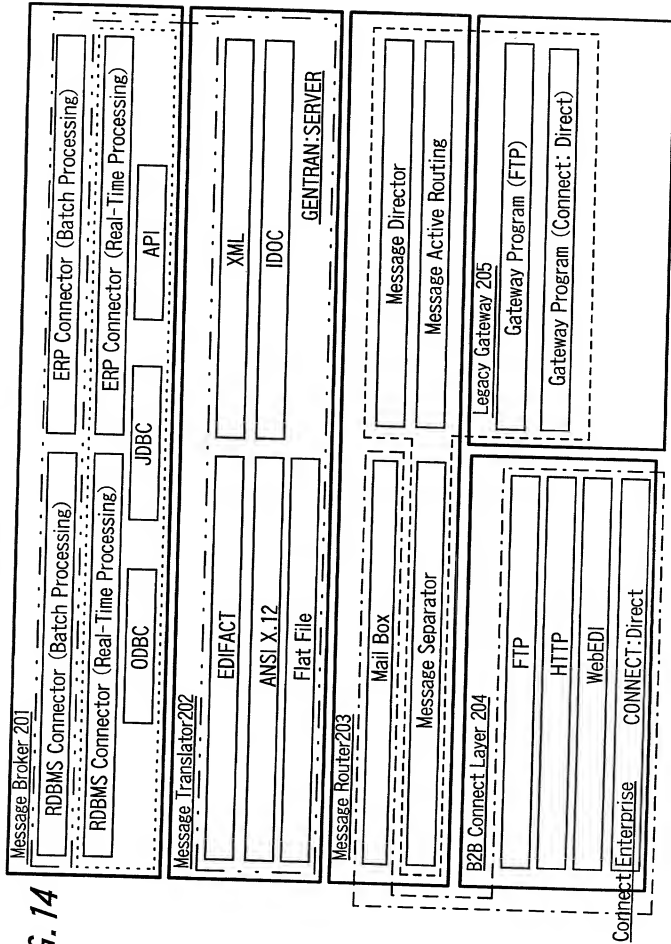 G. 14
Message Broker 201
RDBMS Connector (Batch Processing)
ERP Connector (Batch Processing)
RDBMS Connector (Real-Time Processing)
ERP Connector (Real-Time Processing)
ODBC
JDBC
API
Message Translator202
EDIFACT
XML
ANSI X.12
IDOC
Flat File
GENTRAN:SERVER
Message Router203
Mail Box
Message Director
Message Separator
Message Active Routing
B2B Connect Layer 204
FTP
HTTP
WebEDI
CONNECT:Direct
Connect Enterprise
Legacy Gateway 205
Gateway Program (FTP)
Gateway Program (Connect: Direct)